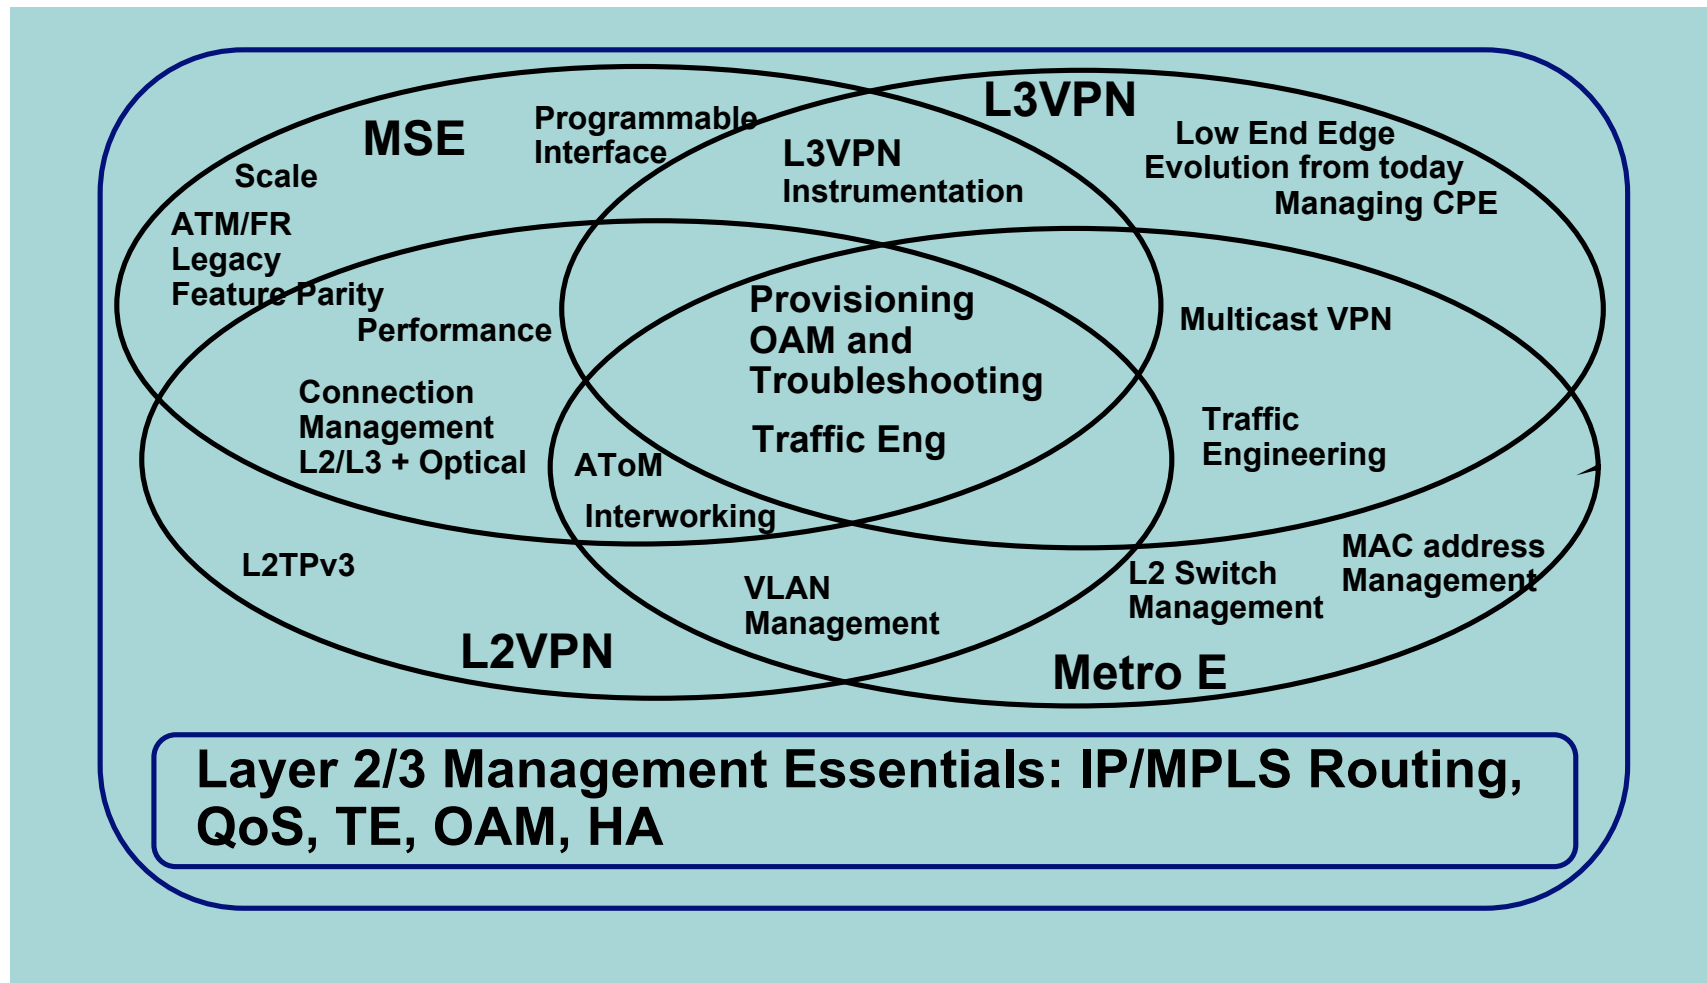 MSE
Programmable
Interface
Scale
ATM/FR
Legacy
Feature Parity
Performance
L3VPN
Instrumentation
L3VPN
Low End Edge
Evolution from today
Managing CPE
Provisioning
OAM and
Troubleshooting
Traffic Eng
Multicast VPN
Traffic
Engineering
Connection
Management
L2/L3 + Optical
AToM
Interworking
L2TPv3
L2VPN
VLAN
Management
L2 Switch
Management
MAC address
Management
Metro E
Layer 2/3 Management Essentials: IP/MPLS Routing,
QoS, TE, OAM, HA